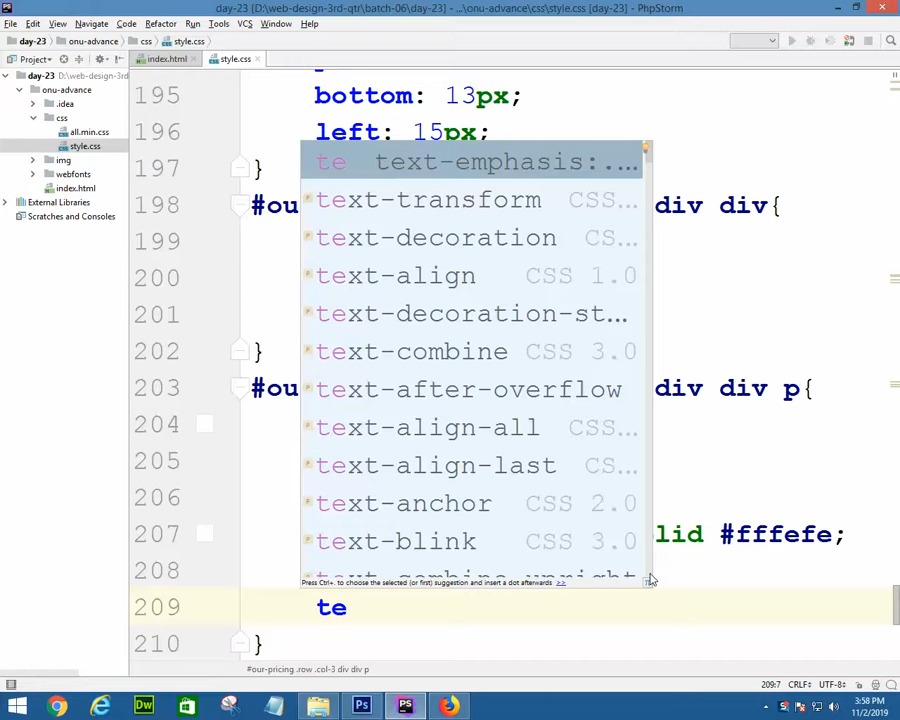 day-23 [D:\web-design-3rd-qtr\batch-06\day-23] - ...\onu-advance\css\style.css [day-23] - PhpStorm
File Edit View Navigate Code Refactor Run Tools VCS Window Help
day-23 onu-advance css style.css
Project index.html style.css
day-23 D:\web-design-3rd
onu-advance
.idea
css
all.min.css
style.css
img
webfonts
index.html
External Libraries
Scratches and Consoles
195 bottom: 13px;
196 left: 15px;
197 }
198 #ou div div{
199
200
201
202 }
203 #ou div div p{
204
205
206
207 lid #fffefe;
208
209 te
210 }
te text-emphasis:....
text-transform CSS...
text-decoration CS...
text-align CSS 1.0
text-decoration-st...
text-combine CSS 3.0
text-after-overflow
text-align-all CSS...
text-align-last CS...
text-anchor CSS 2.0
text-blink CSS 3.0
text-combine-upright
Press Ctrl+. to choose the selected (or first) suggestion and insert a dot afterwards >>
#our-pricing .row .col-3 div div p
209:7 CRLF÷ UTF-8÷
Dw Ps PS
3:58 PM
11/2/2019